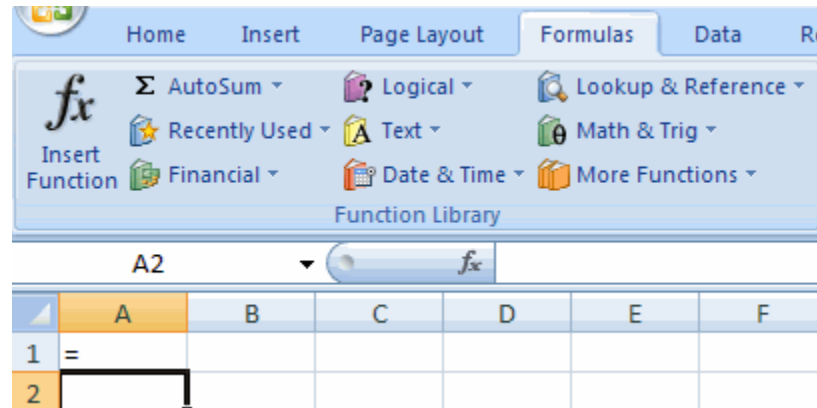 Home Insert Page Layout Formulas Data
fx Σ AutoSum Logical Lookup & Reference
Recently Used A Text θ Math & Trig
Insert
Function Financial Date & Time More Functions
Function Library
A2 fx
A B C D E F
1 =
2